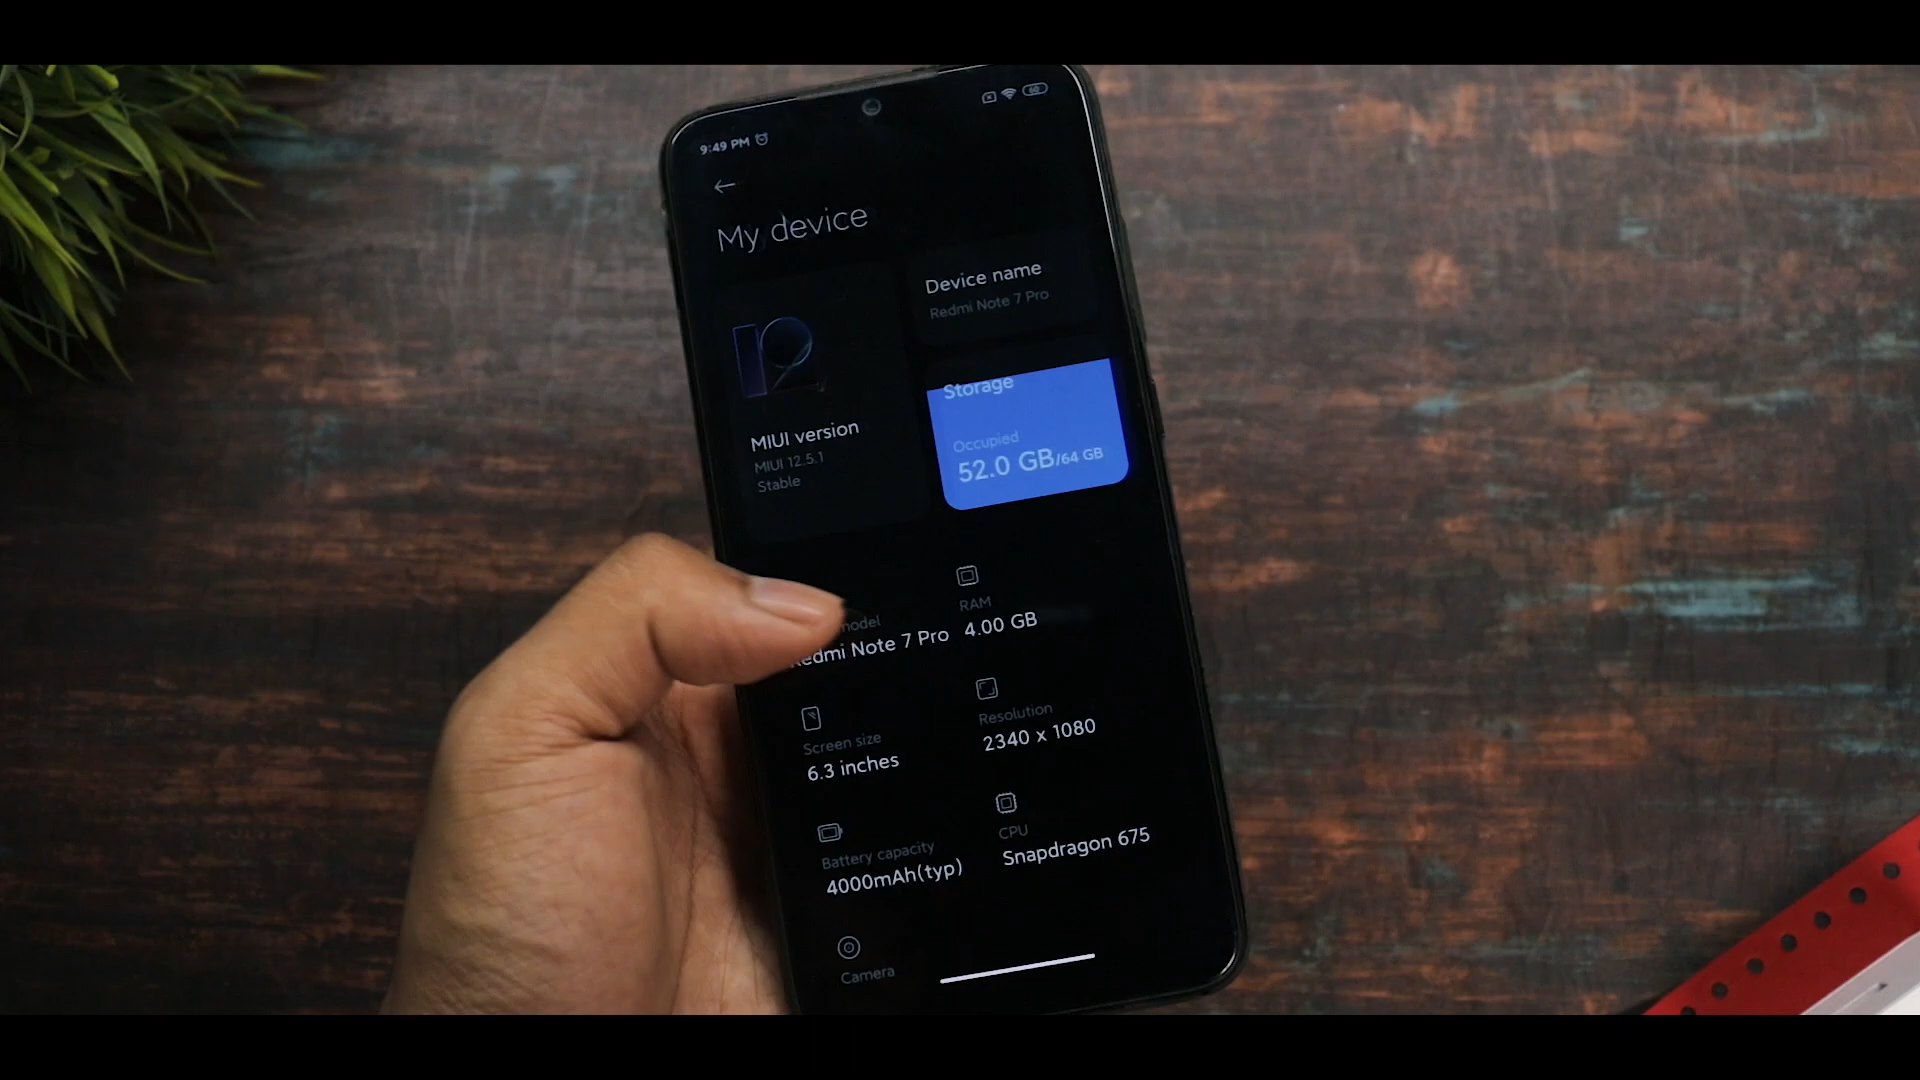 9:49 PM
60
My device
12
MIUI version
MIUI 12.5.1
Stable
Device name
Redmi Note 7 Pro
Storage
Occupied
52.0 GB/64 GB
model
Redmi Note 7 Pro
RAM
4.00 GB
Screen size
6.3 inches
Resolution
2340 x 1080
Battery capacity
4000mAh(typ)
CPU
Snapdragon 675
Camera